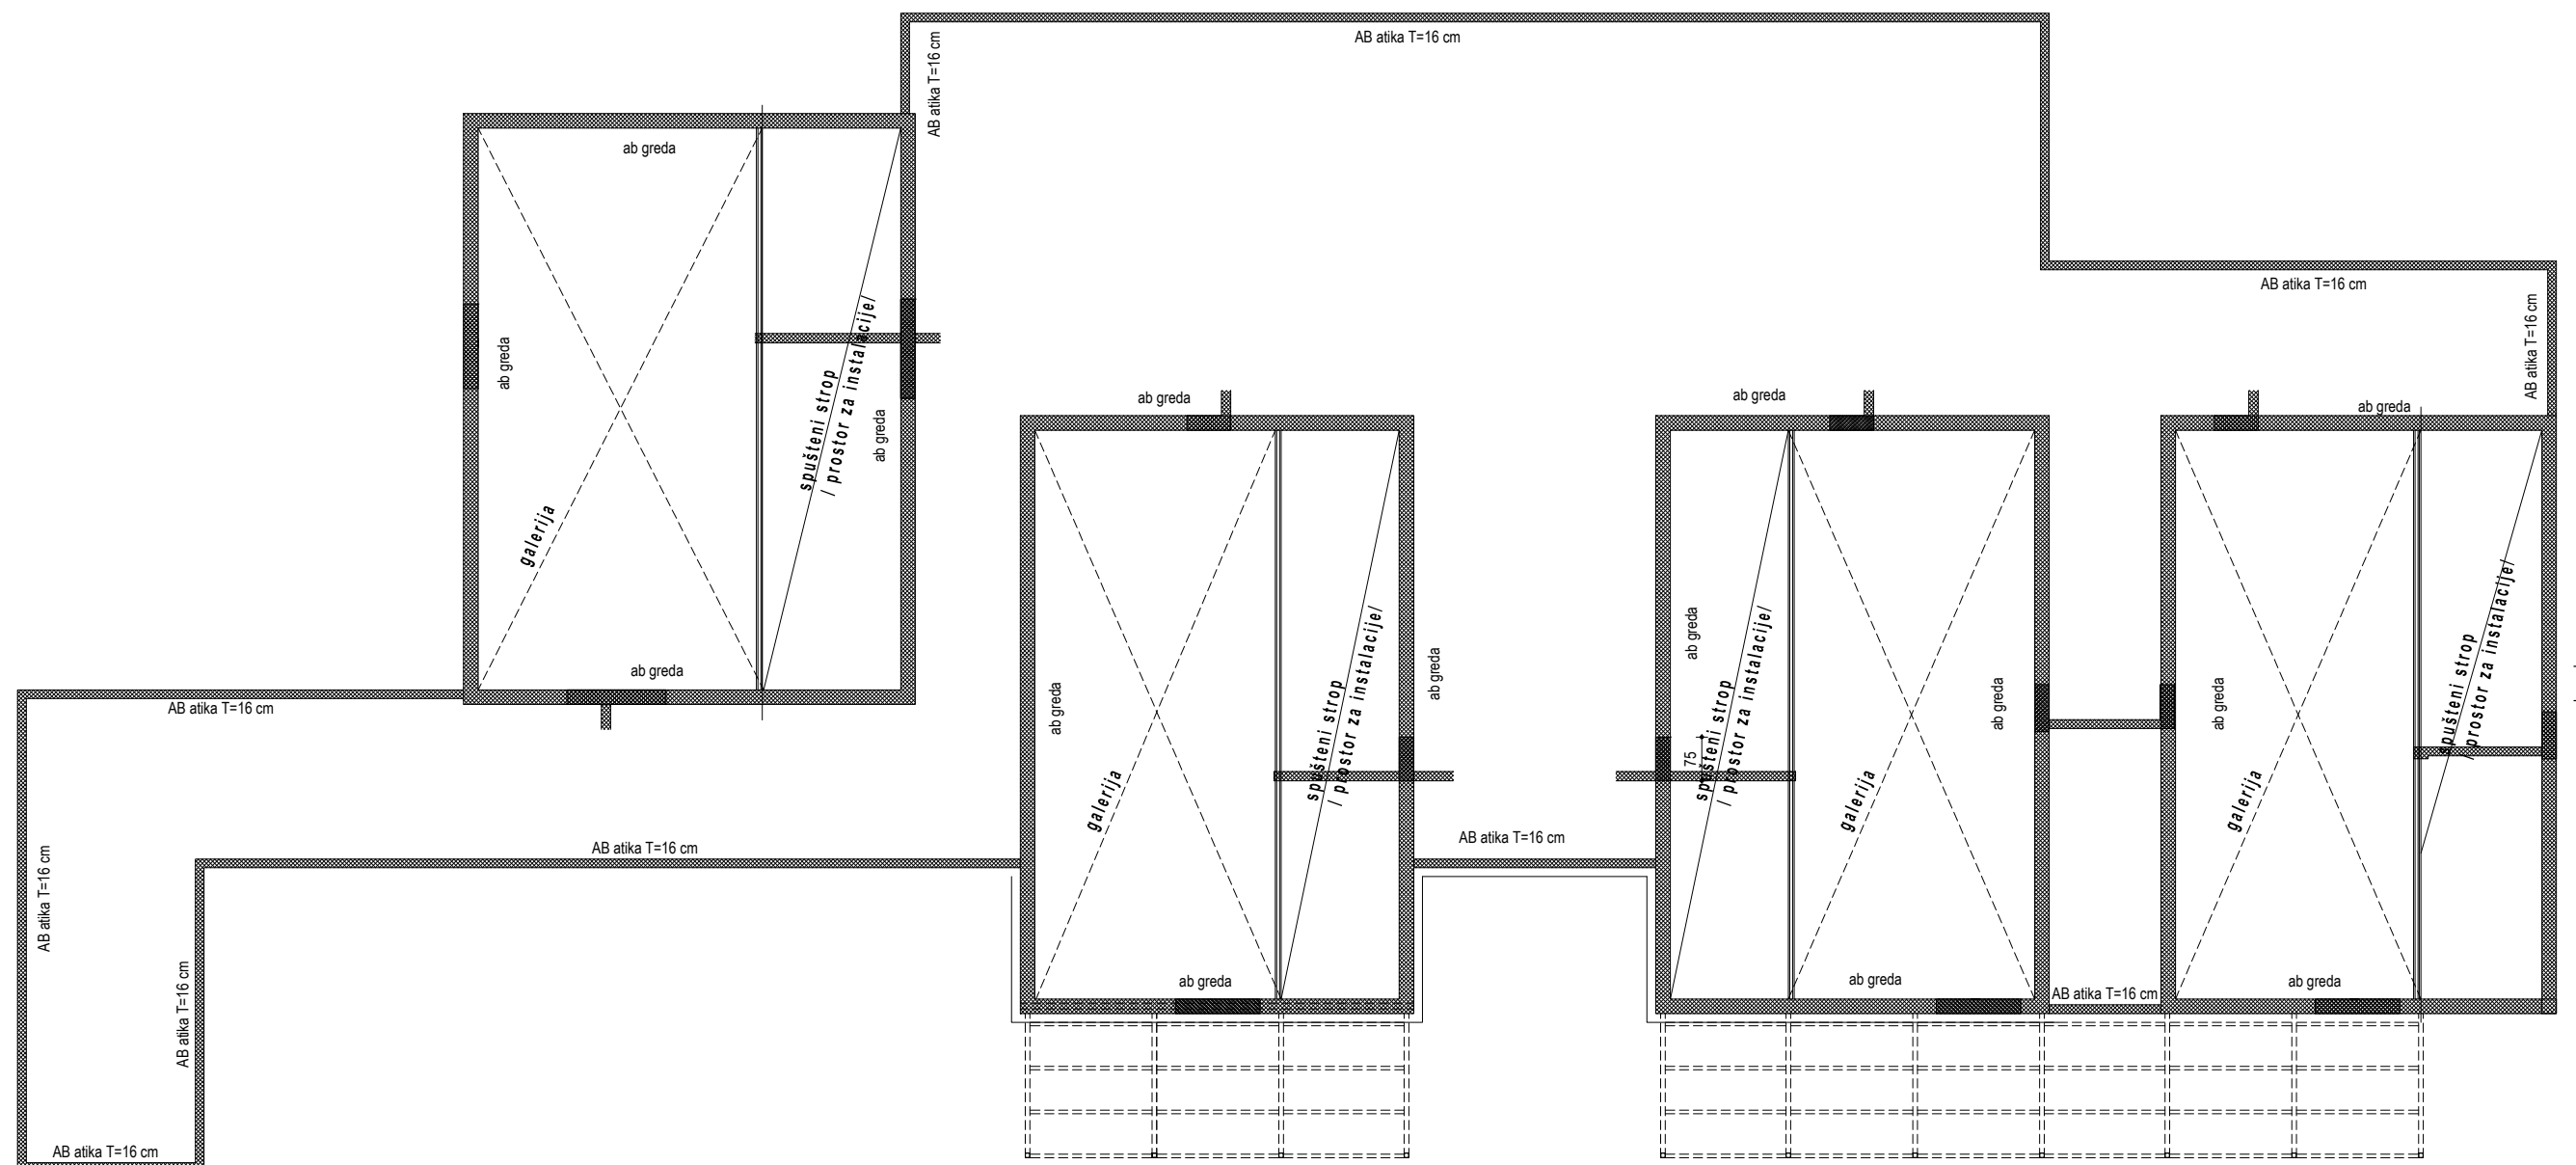 AB atika T=16 cm
AB atika T=16 cm
ab greda
AB atika T=16 cm
AB atika T=16 cm
ab greda
spušteni strop
/ prostor za instalacije/
ab greda
galerija
ab greda
ab greda
ab greda
ab greda
AB atika T=16 cm
ab greda
galerija
spušteni strop
/ prostor za instalacije/
ab greda
ab greda
spušteni strop
/ prostor za instalacije/
75
galerija
ab greda
ab greda
galerija
spušteni strop
/ prostor za instalacije/
AB atika T=16 cm
AB atika T=16 cm
AB atika T=16 cm
AB atika T=16 cm
AB atika T=16 cm
ab greda
ab greda
AB atika T=16 cm
ab greda
AB atika T=16 cm